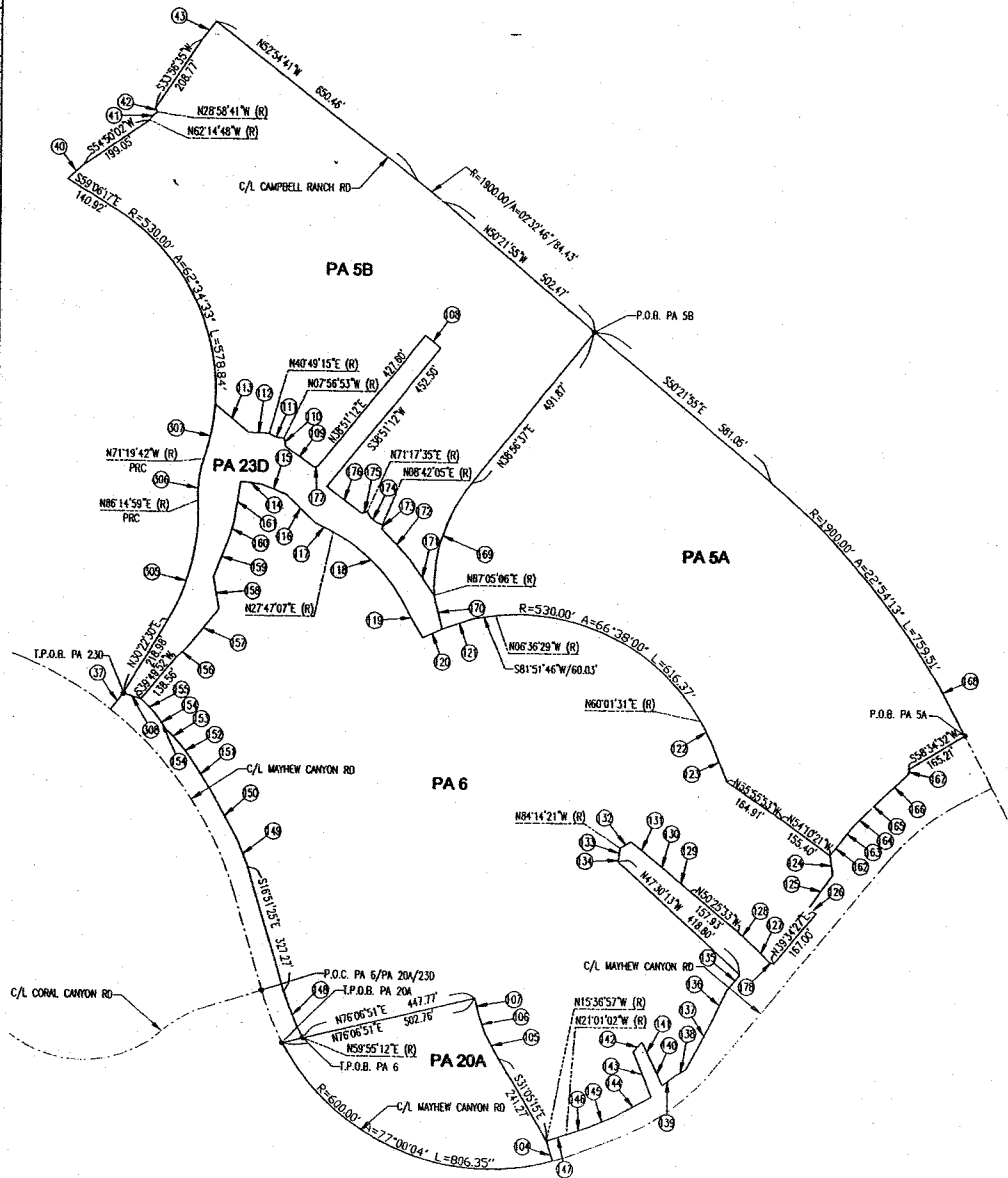 43
N52°54'41"W
650.46'
S33°56'35"W
208.77'
42
41
N28°58'41"W (R)
N62°14'48"W (R)
S54°50'02"W
199.05'
40
S59°06'17"E
140.92'
C/L CAMPBELL RANCH RD
R=1900.00/A=02°32'46"/84.43'
R=530.00' A=62°34'33" L=578.84'
N50°21'55"W
502.47'
PA 5B
P.O.B. PA 5B
108
N38°51'12"E
427.60'
S38°51'12"W
452.50'
N40°49'15"E (R)
N07°56'53"W (R)
113
112
111
110
109
S50°21'55"E
581.05'
N38°56'37"E
491.87'
307
N71°19'42"W (R)
PRC
PA 23D
115
177
176
N71°17'35"E (R)
175
N08°42'05"E (R)
174
173
172
306
N86°14'59"E (R)
PRC
114
161
116
160
117
171
169
R=1900.00' A=22°54'13" L=759.51'
PA 5A
159
118
305
158
N27°47'07"E (R)
119
N87°05'06"E (R)
170
R=530.00' A=66°38'00" L=616.37'
120
121
N06°36'29"W (R)
S81°51'46"W/60.03'
N30°22'30"E
218.98'
157
T.P.O.B. PA 23D
S39°49'52"W
138.56'
156
37
155
154
308
153
154
152
151
C/L MAYHEW CANYON RD
N60°01'31"E (R)
168
P.O.B. PA 5A
122
S58°34'32"W
165.21'
123
167
150
PA 6
N35°55'53"W
164.91'
N54°10'21"W
155.40'
166
165
164
163
162
149
N84°14'21"W (R)
132
131
130
133
134
129
124
125
126
S16°51'25"E 327.27'
N47°30'13"W
418.80'
N50°25'33"W
157.93'
128
127
N39°34'27"E
167.00'
P.O.C. PA 6/PA 20A/23D
148
T.P.O.B. PA 20A
C/L CORAL CANYON RD
135
178
C/L MAYHEW CANYON RD
136
447.77'
N76°06'51"E
N76°06'51"E
502.76'
107
N15°36'57"W (R)
137
N21°01'02"W (R)
106
N59°55'12"E (R)
T.P.O.B. PA 6
105
142
141
140
138
PA 20A
143
139
S31°05'15"E
241.27'
144
145
146
C/L MAYHEW CANYON RD
R=600.00' A=77°00'04" L=806.35"
104
147